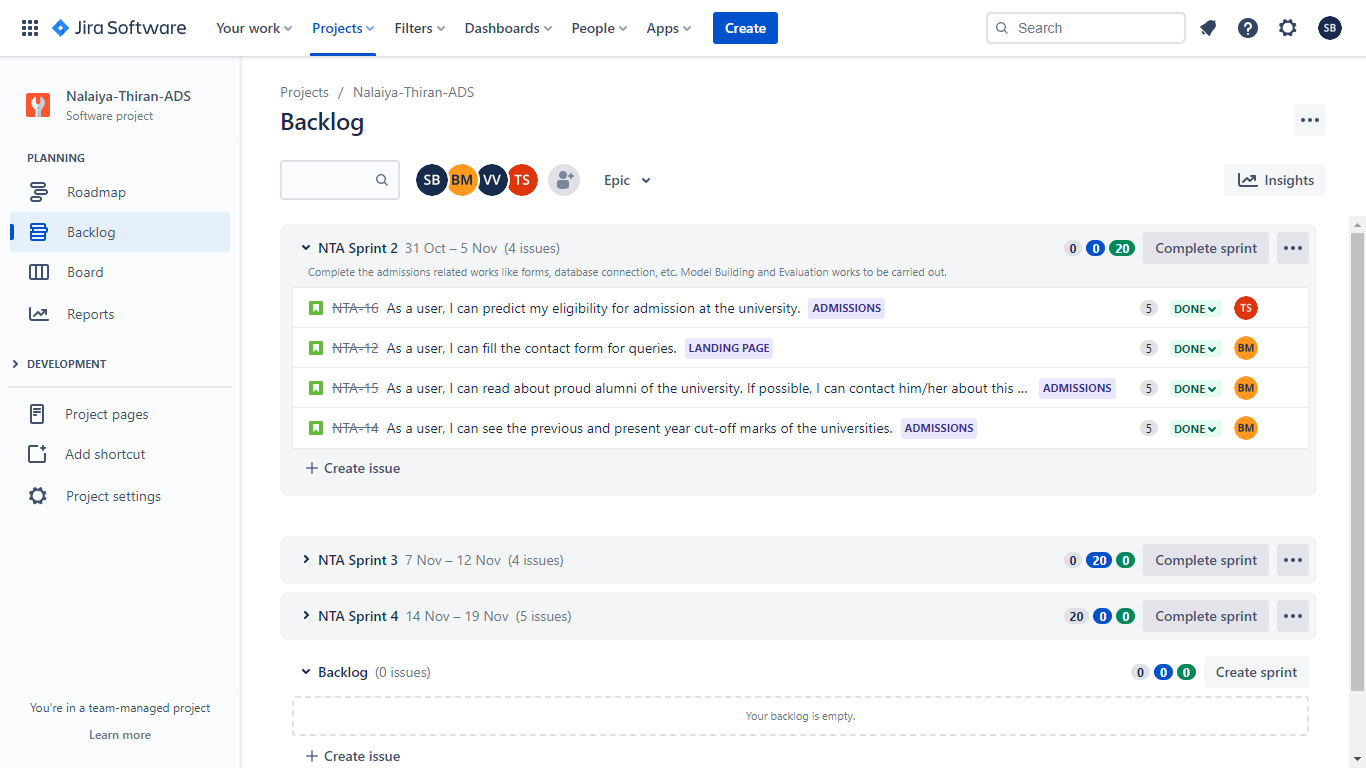 Jira Software Your work Projects Filters Dashboards People Apps Create Search SB
Nalaiya-Thiran-ADS
Software project
PLANNING
Roadmap
Backlog
Board
Reports
DEVELOPMENT
Project pages
Add shortcut
Project settings
You're in a team-managed project
Learn more
Projects / Nalaiya-Thiran-ADS
Backlog
SB BM VV TS Epic Insights
NTA Sprint 2 31 Oct – 5 Nov (4 issues) 0 0 20 Complete sprint
Complete the admissions related works like forms, database connection, etc. Model Building and Evaluation works to be carried out.
NTA-16 As a user, I can predict my eligibility for admission at the university. ADMISSIONS 5 DONE TS
NTA-12 As a user, I can fill the contact form for queries. LANDING PAGE 5 DONE BM
NTA-15 As a user, I can read about proud alumni of the university. If possible, I can contact him/her about this ... ADMISSIONS 5 DONE BM
NTA-14 As a user, I can see the previous and present year cut-off marks of the universities. ADMISSIONS 5 DONE BM
+ Create issue
NTA Sprint 3 7 Nov – 12 Nov (4 issues) 0 20 0 Complete sprint
NTA Sprint 4 14 Nov – 19 Nov (5 issues) 20 0 0 Complete sprint
Backlog (0 issues) 0 0 0 Create sprint
Your backlog is empty.
+ Create issue